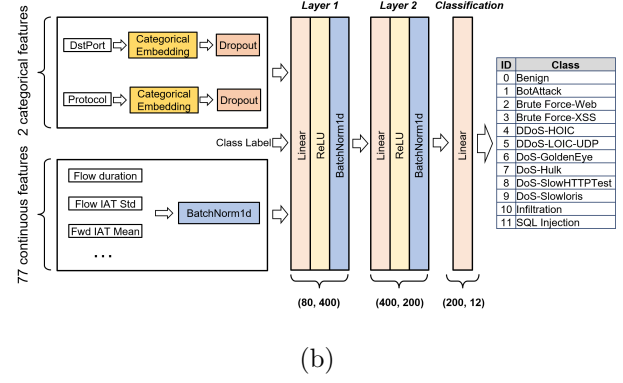 Layer 1 Layer 2 Classification
2 categorical features
DstPort
Categorical
Embedding
Dropout
Protocol
Categorical
Embedding
Dropout
Class Label
77 continuous features
Flow duration
Flow IAT Std
Fwd IAT Mean
...
BatchNorm1d
Linear
ReLU
BatchNorm1d
Linear
ReLU
BatchNorm1d
Linear
(80, 400) (400, 200) (200, 12)
ID Class
0 Benign
1 BotAttack
2 Brute Force-Web
3 Brute Force-XSS
4 DDoS-HOIC
5 DDoS-LOIC-UDP
6 DoS-GoldenEye
7 DoS-Hulk
8 DoS-SlowHTTPTest
9 DoS-Slowloris
10 Infiltration
11 SQL Injection
(b)